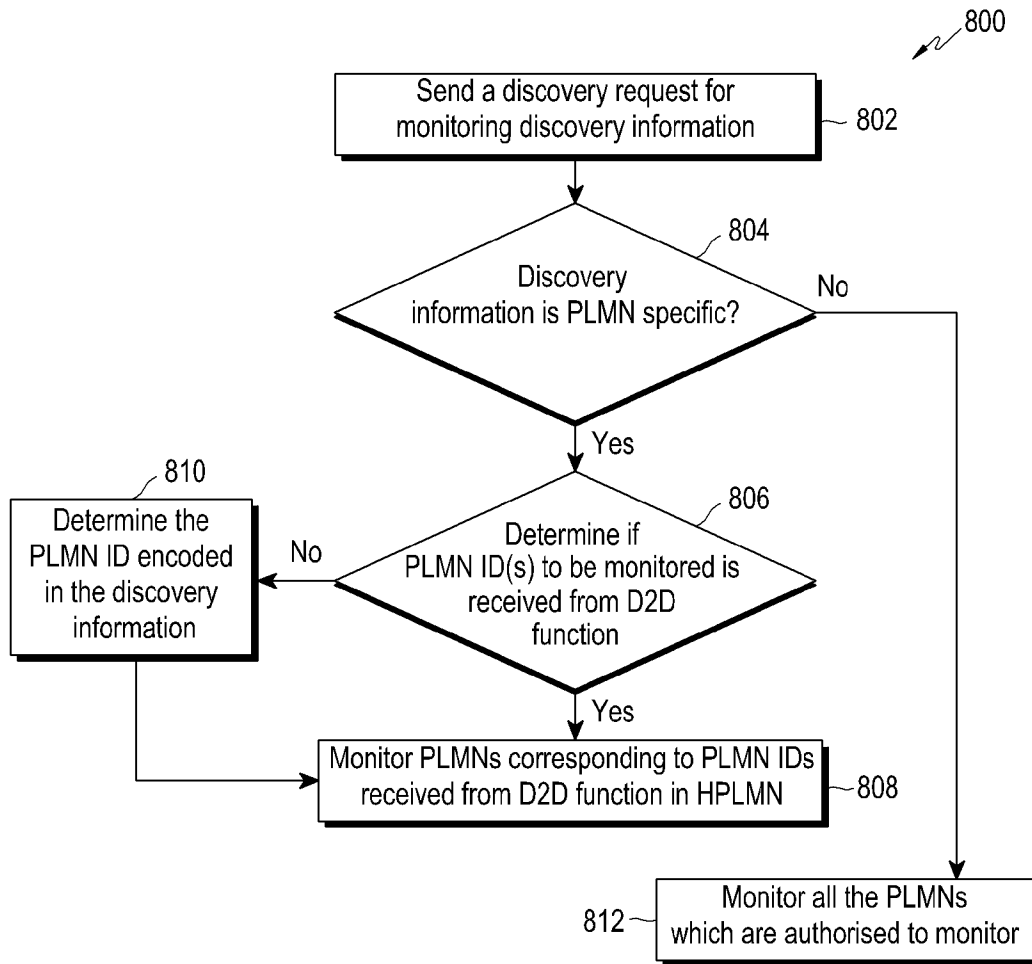 800
Send a discovery request for
monitoring discovery information
802
804
Discovery
information is PLMN specific?
No
Yes
810
Determine the
PLMN ID encoded
in the discovery
information
No
806
Determine if
PLMN ID(s) to be monitored is
received from D2D
function
Yes
Monitor PLMNs corresponding to PLMN IDs
received from D2D function in HPLMN
808
812
Monitor all the PLMNs
which are authorised to monitor